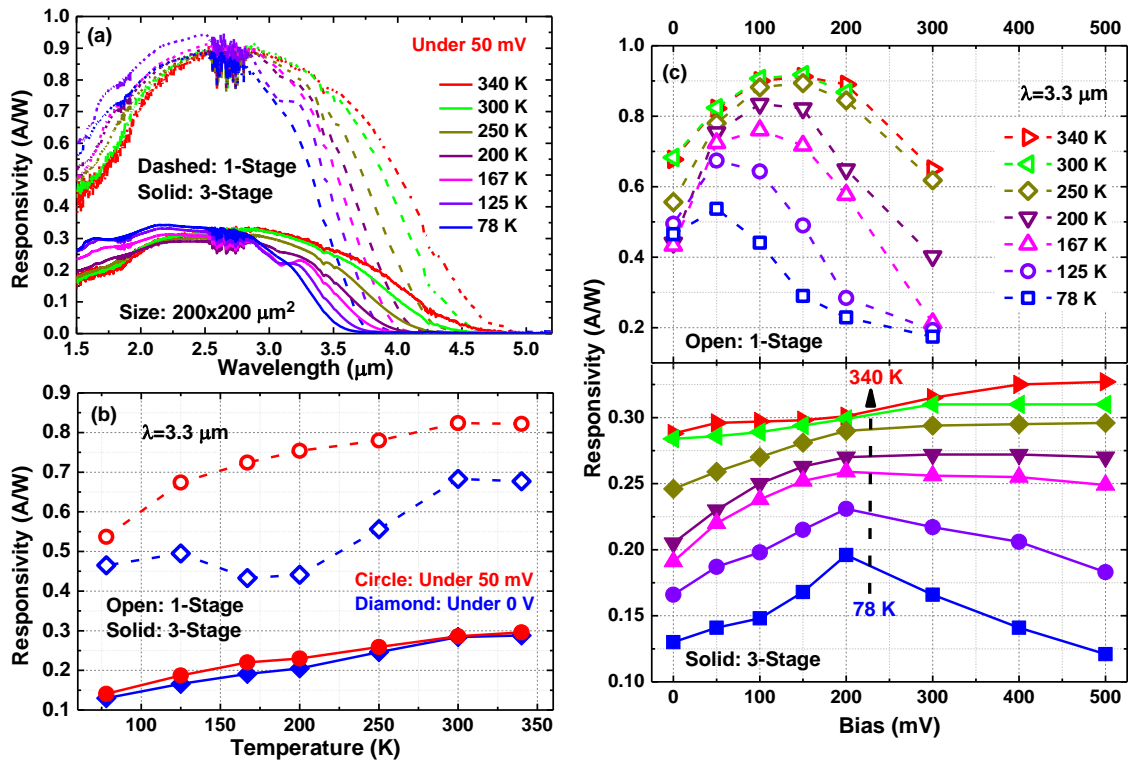 (a)
Under 50 mV
340 K
300 K
250 K
200 K
167 K
125 K
78 K
Dashed: 1-Stage
Solid: 3-Stage
Size: 200x200 μm²
Responsivity (A/W)
1.0
0.9
0.8
0.7
0.6
0.5
0.4
0.3
0.2
0.1
0.0
1.5 2.0 2.5 3.0 3.5 4.0 4.5 5.0
Wavelength (μm)
(b)
λ=3.3 μm
Circle: Under 50 mV
Diamond: Under 0 V
Open: 1-Stage
Solid: 3-Stage
Responsivity (A/W)
0.9
0.8
0.7
0.6
0.5
0.4
0.3
0.2
0.1
100 150 200 250 300 350
Temperature (K)
0 100 200 300 400 500
(c)
λ=3.3 μm
340 K
300 K
250 K
200 K
167 K
125 K
78 K
Open: 1-Stage
1.0
0.8
0.6
0.4
0.2
Responsivity (A/W)
340 K
78 K
Solid: 3-Stage
0.30
0.25
0.20
0.15
0.10
0 100 200 300 400 500
Bias (mV)